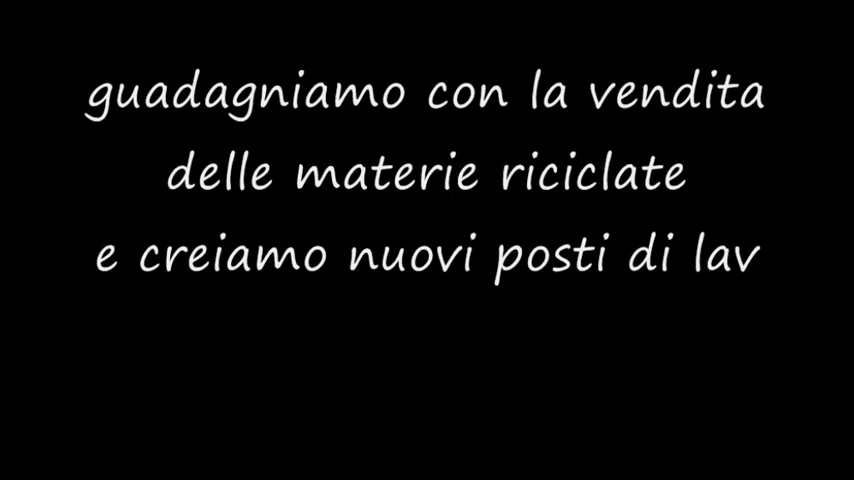 guadagniamo con la vendita
delle materie riciclate
e creiamo nuovi posti di lav